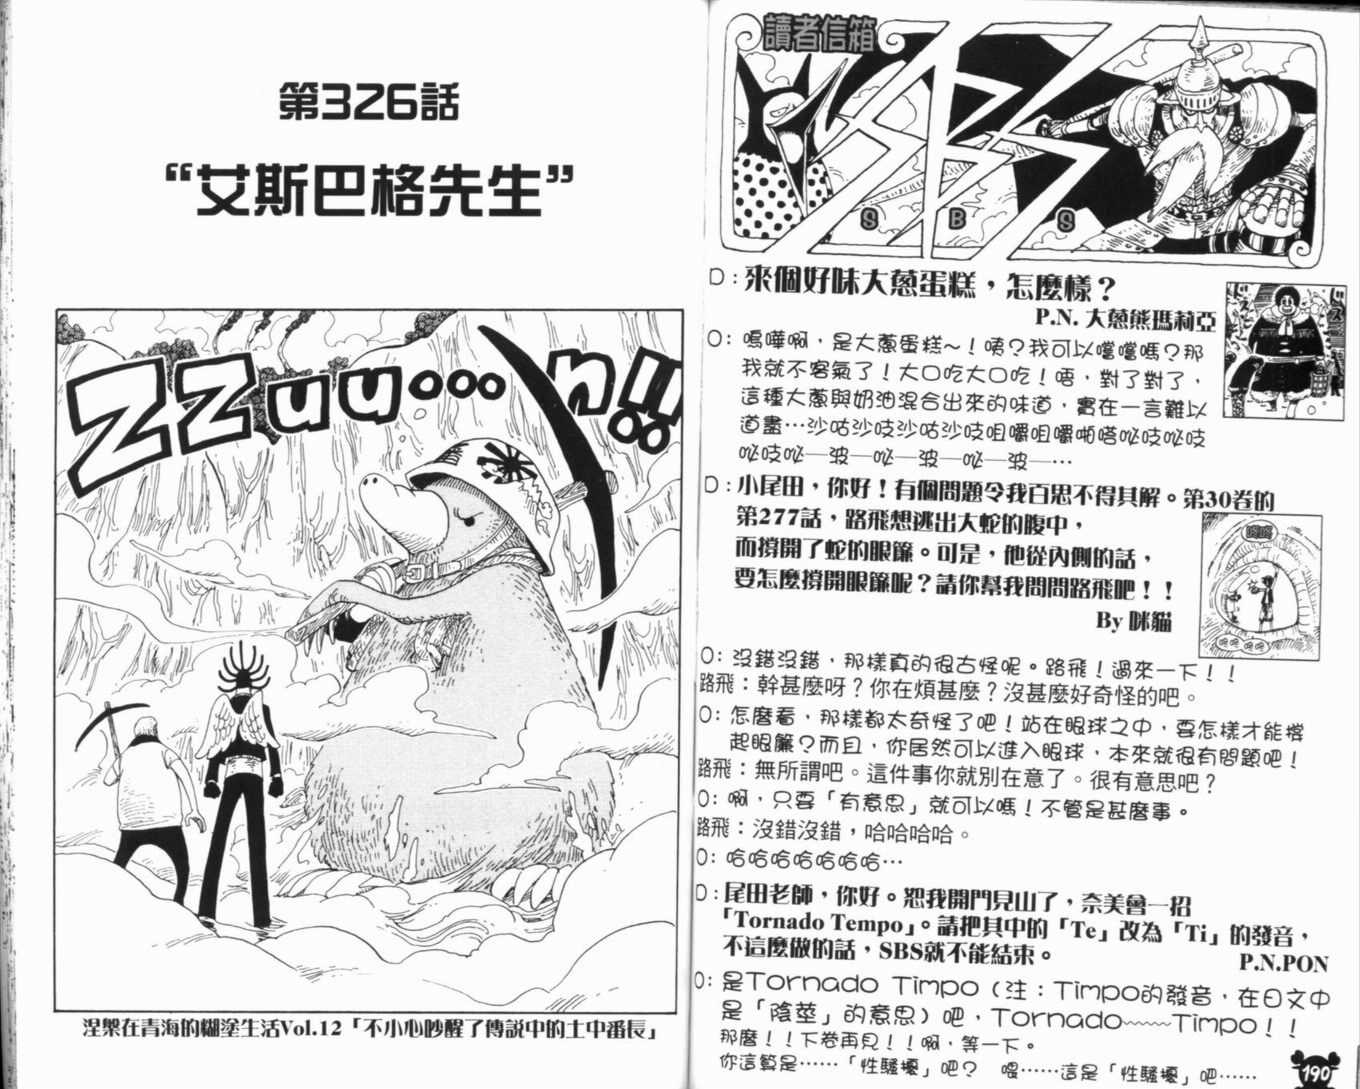 第326話
“艾斯巴格先生”
ZZZuuu...n!!
涅槃在青海的糊塗生活Vol.12「不小心吵醒了傳說中的土中番長」
讀者信箱
SBS
S B S
D：來個好味大蔥蛋糕，怎麼樣？
P.N. 大蔥熊瑪莉亞
O：嗚嘩啊，是大蔥蛋糕～！咦？我可以嚐嚐嗎？那
我就不客氣了！大口吃大口吃！唔，對了對了，
這種大蔥與奶油混合出來的味道，實在一言難以
道盡…沙咕沙吱沙咕沙吱咀嚼咀嚼啪嗒咇吱咇吱
咇吱咇─波─咇─波─咇─波─…
D：小尾田，你好！有個問題令我百思不得其解。第30卷的
第277話，路飛想逃出大蛇的腹中，
而撐開了蛇的眼簾。可是，他從內側的話，
要怎麼撐開眼簾呢？請你幫我問問路飛吧！！
By 咪貓
O：沒錯沒錯，那樣真的很古怪呢。路飛！過來一下！！
路飛：幹甚麼呀？你在煩甚麼？沒甚麼好奇怪的吧。
O：怎麼看，那樣都太奇怪了吧！站在眼球之中，要怎樣才能撐
起眼簾？而且，你居然可以進入眼球，本來就很有問題吧！
路飛：無所謂吧。這件事你就別在意了。很有意思吧？
O：啊，只要「有意思」就可以嗎！不管是甚麼事。
路飛：沒錯沒錯，哈哈哈哈。
O：哈哈哈哈哈哈哈…
D：尾田老師，你好。恕我開門見山了，奈美會一招
「Tornado Tempo」。請把其中的「Te」改為「Ti」的發音，
不這麼做的話，SBS就不能結束。
P.N.PON
O：是Tornado Timpo（注：Timpo的發音，在日文中
是「陰莖」的意思）吧，Tornado~~~~Timpo！！
那麼！！下卷再見！！啊，等一下。
你這算是……「性騷擾」吧？　喂……這是「性騷擾」吧……
190